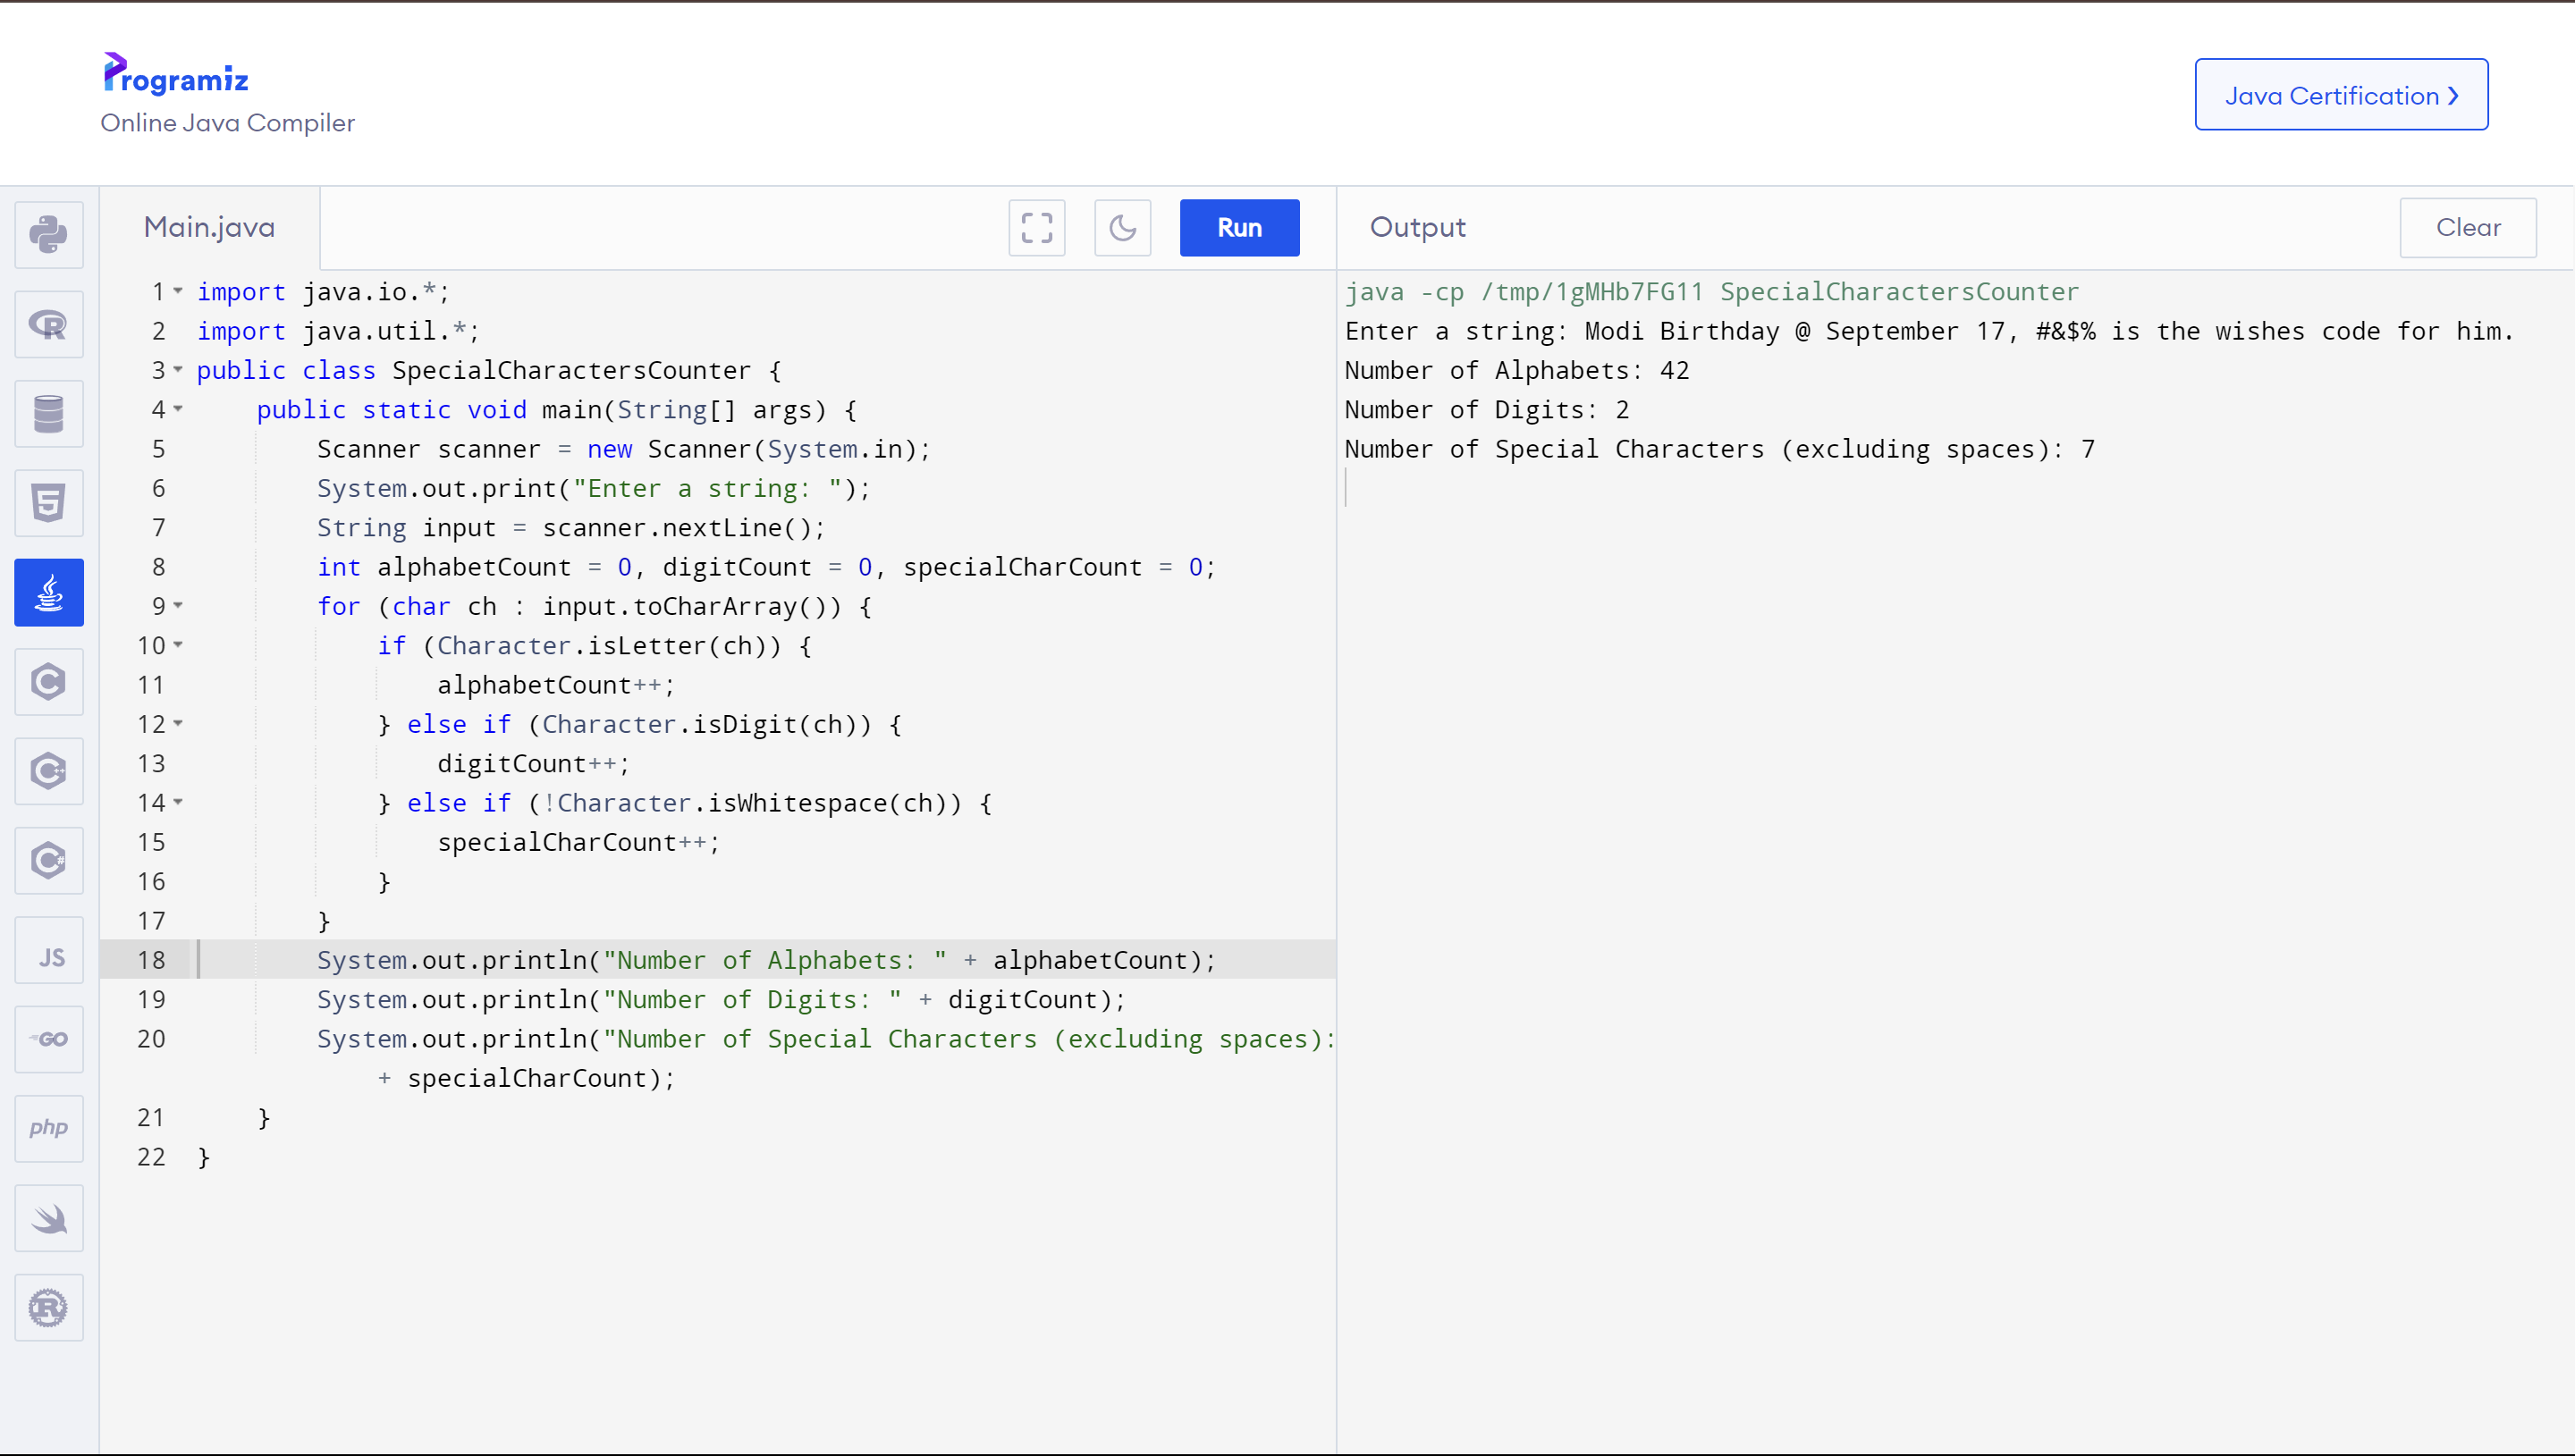 Programiz
Online Java Compiler
Java Certification ❯
Main.java
Run
Output
Clear
1 import java.io.*;
2 import java.util.*;
3 public class SpecialCharactersCounter {
4     public static void main(String[] args) {
5         Scanner scanner = new Scanner(System.in);
6         System.out.print("Enter a string: ");
7         String input = scanner.nextLine();
8         int alphabetCount = 0, digitCount = 0, specialCharCount = 0;
9         for (char ch : input.toCharArray()) {
10             if (Character.isLetter(ch)) {
11                 alphabetCount++;
12             } else if (Character.isDigit(ch)) {
13                 digitCount++;
14             } else if (!Character.isWhitespace(ch)) {
15                 specialCharCount++;
16             }
17         }
18         System.out.println("Number of Alphabets: " + alphabetCount);
19         System.out.println("Number of Digits: " + digitCount);
20         System.out.println("Number of Special Characters (excluding spaces):
            + specialCharCount);
21     }
22 }
java -cp /tmp/1gMHb7FG11 SpecialCharactersCounter
Enter a string: Modi Birthday @ September 17, #&$% is the wishes code for him.
Number of Alphabets: 42
Number of Digits: 2
Number of Special Characters (excluding spaces): 7
R
5
C
C++
C#
JS
GO
php
R